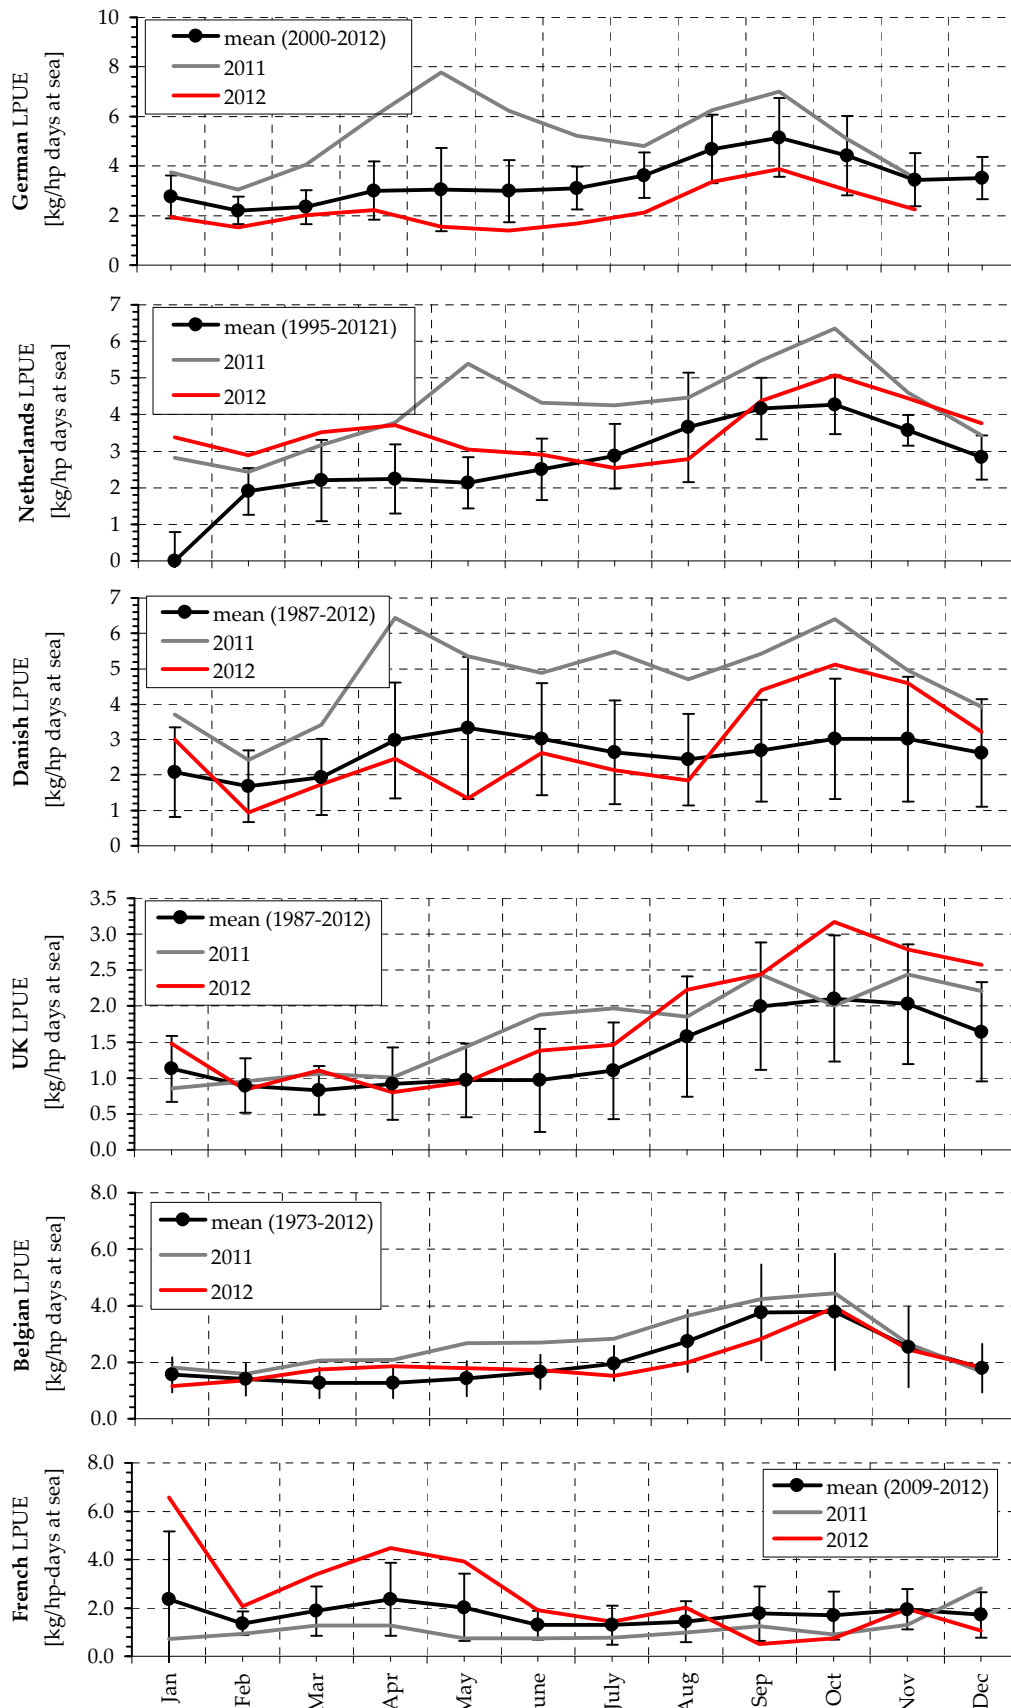 German LPUE
[kg/hp days at sea]
10
8
6
4
2
0
mean (2000-2012)
2011
2012
Netherlands LPUE
[kg/hp days at sea]
7
6
5
4
3
2
1
0
mean (1995-20121)
2011
2012
Danish LPUE
[kg/hp days at sea]
7
6
5
4
3
2
1
0
mean (1987-2012)
2011
2012
UK LPUE
[kg/hp days at sea]
3.5
3.0
2.5
2.0
1.5
1.0
0.5
0.0
mean (1987-2012)
2011
2012
Belgian LPUE
[kg/hp days at sea]
8.0
6.0
4.0
2.0
0.0
mean (1973-2012)
2011
2012
French LPUE
[kg/hp-days at sea]
8.0
6.0
4.0
2.0
0.0
mean (2009-2012)
2011
2012
Jan
Feb
Mar
Apr
May
June
July
Aug
Sep
Oct
Nov
Dec